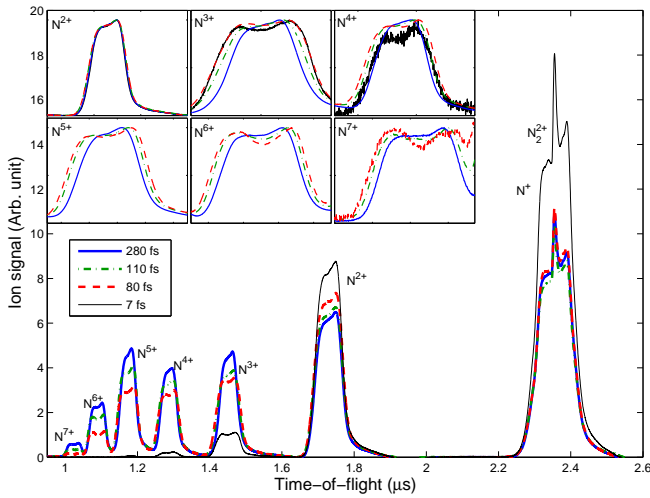 20
18
16
14
12
10
8
6
4
2
0
Ion signal (Arb. unit)
N2+
N3+
N4+
N5+
N6+
N7+
280 fs
110 fs
80 fs
7 fs
N7+
N6+
N5+
N4+
N3+
N2+
N+
N2 2+
1
1.2
1.4
1.6
1.8
2
2.2
2.4
2.6
Time-of-flight (μs)